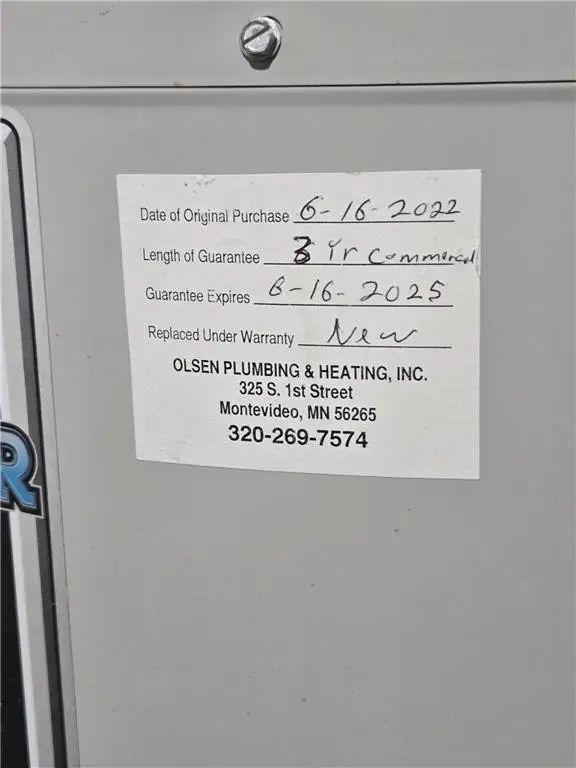 Date of Original Purchase 6-16-2022
Length of Guarantee 3 Yr Commercal
Guarantee Expires 6-16-2025
Replaced Under Warranty New
OLSEN PLUMBING & HEATING, INC.
325 S. 1st Street
Montevideo, MN 56265
320-269-7574
R